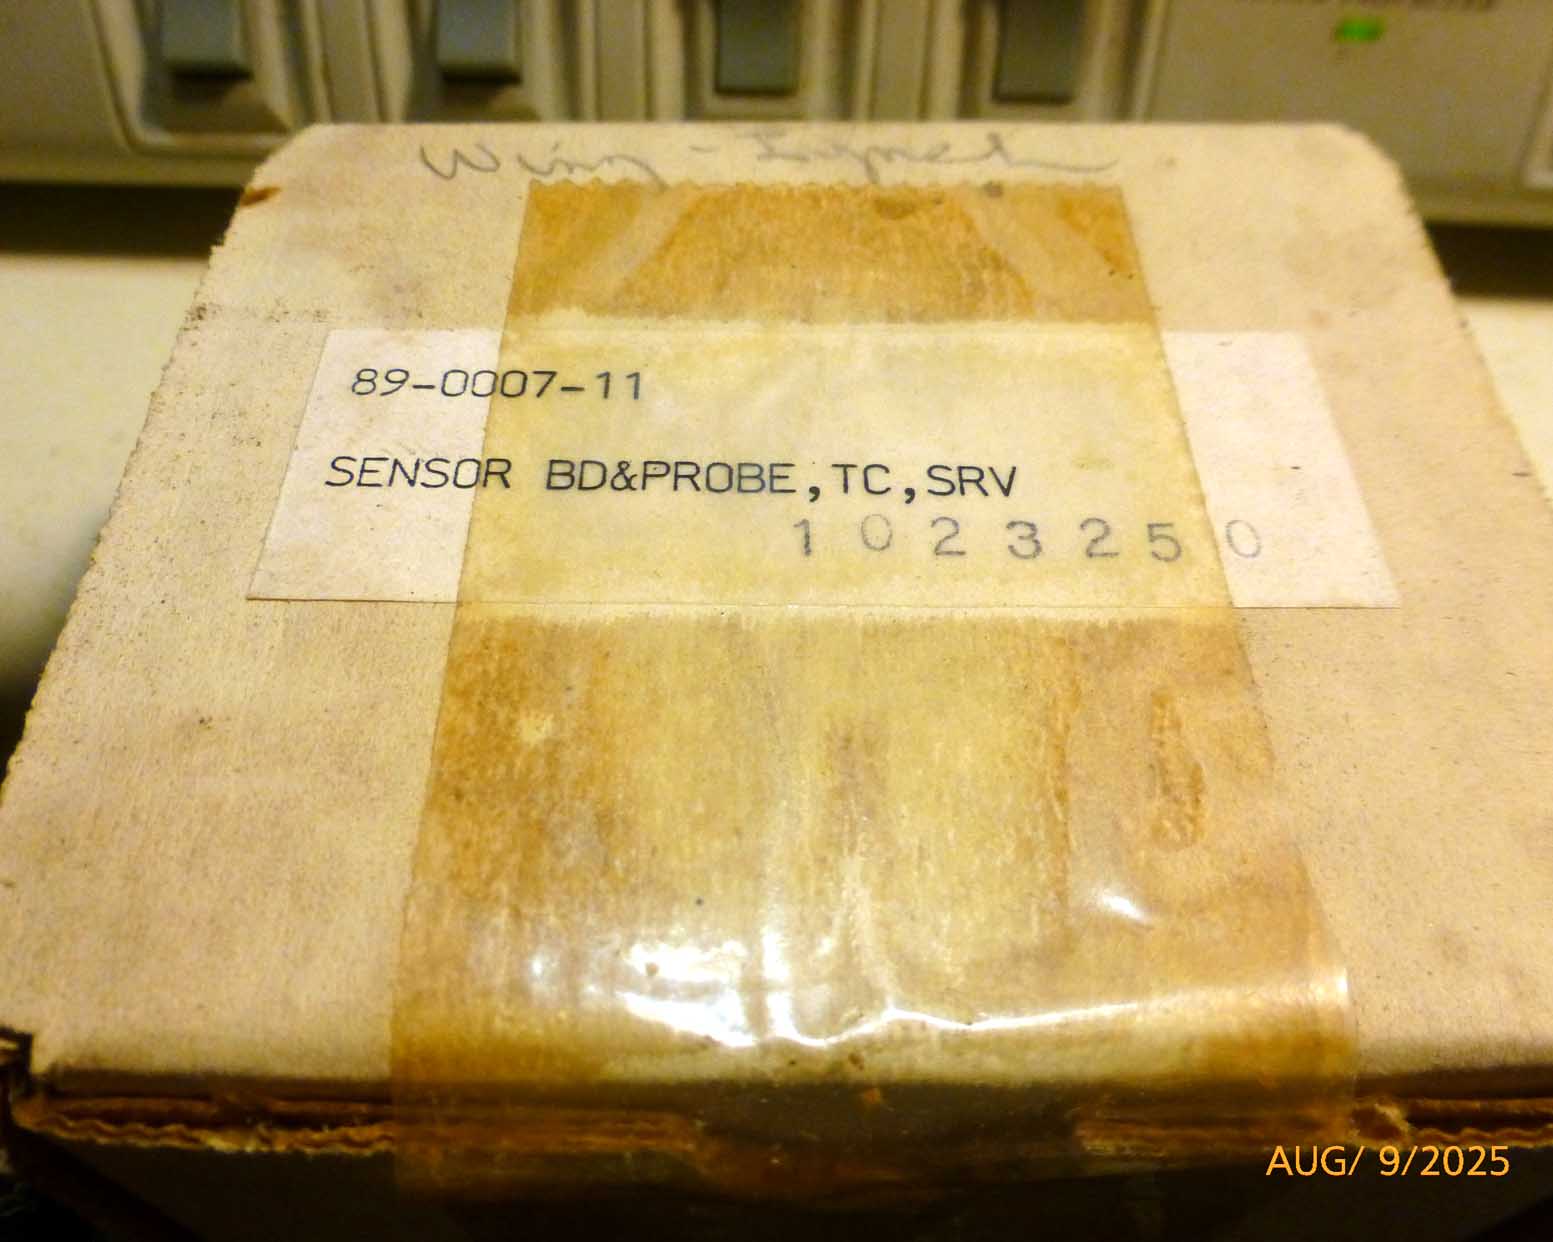 89-0007-11
SENSOR BD&PROBE,TC,SRV
1023250
AUG/ 9/2025